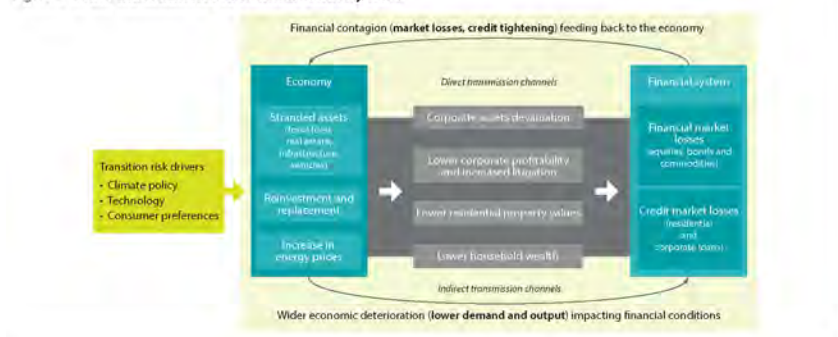 Financial contagion (market losses, credit tightening) feeding back to the economy
Economy
Direct transmission channels
Financial system
Stranded assets
(fossil fuels,
real estate,
infrastructure,
vehicles)
Reinvestment and
replacement
Increase in
energy prices
Transition risk drivers
• Climate policy
• Technology
• Consumer preferences
Corporate assets devaluation
Lower corporate profitability
and increased litigation
Lower residential property values
Lower household wealth
Financial market
losses
(equities, bonds and
commodities)
Credit market losses
(residential
and
corporate loans)
Indirect transmission channels
Wider economic deterioration (lower demand and output) impacting financial conditions